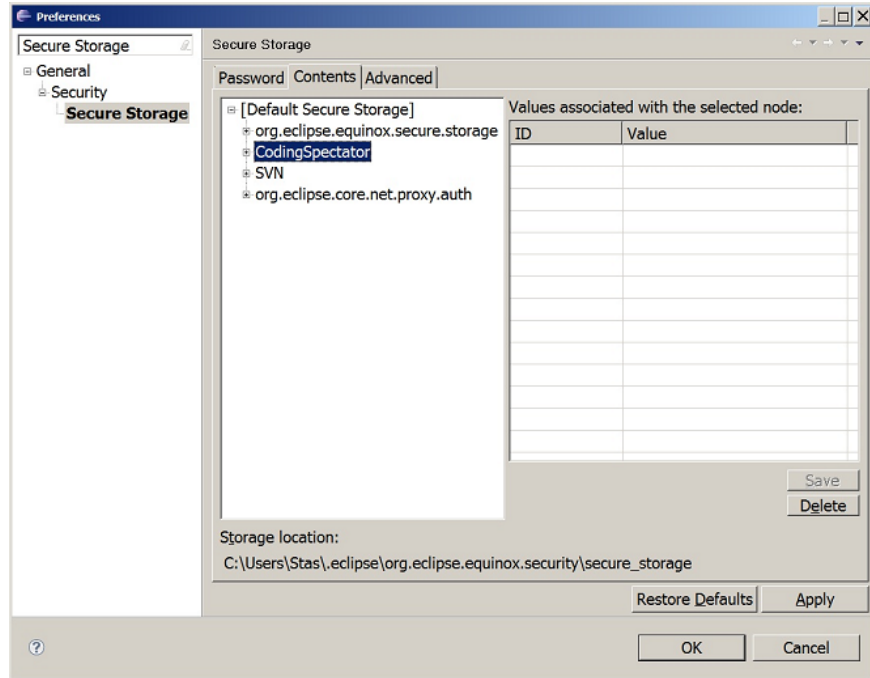 Preferences
Secure Storage
General
Security
Secure Storage
Secure Storage
Password Contents Advanced
[Default Secure Storage]
org.eclipse.equinox.secure.storage
CodingSpectator
SVN
org.eclipse.core.net.proxy.auth
Values associated with the selected node:
ID Value
Save
Delete
Storage location:
C:\Users\Stas\.eclipse\org.eclipse.equinox.security\secure_storage
Restore Defaults Apply
? OK Cancel